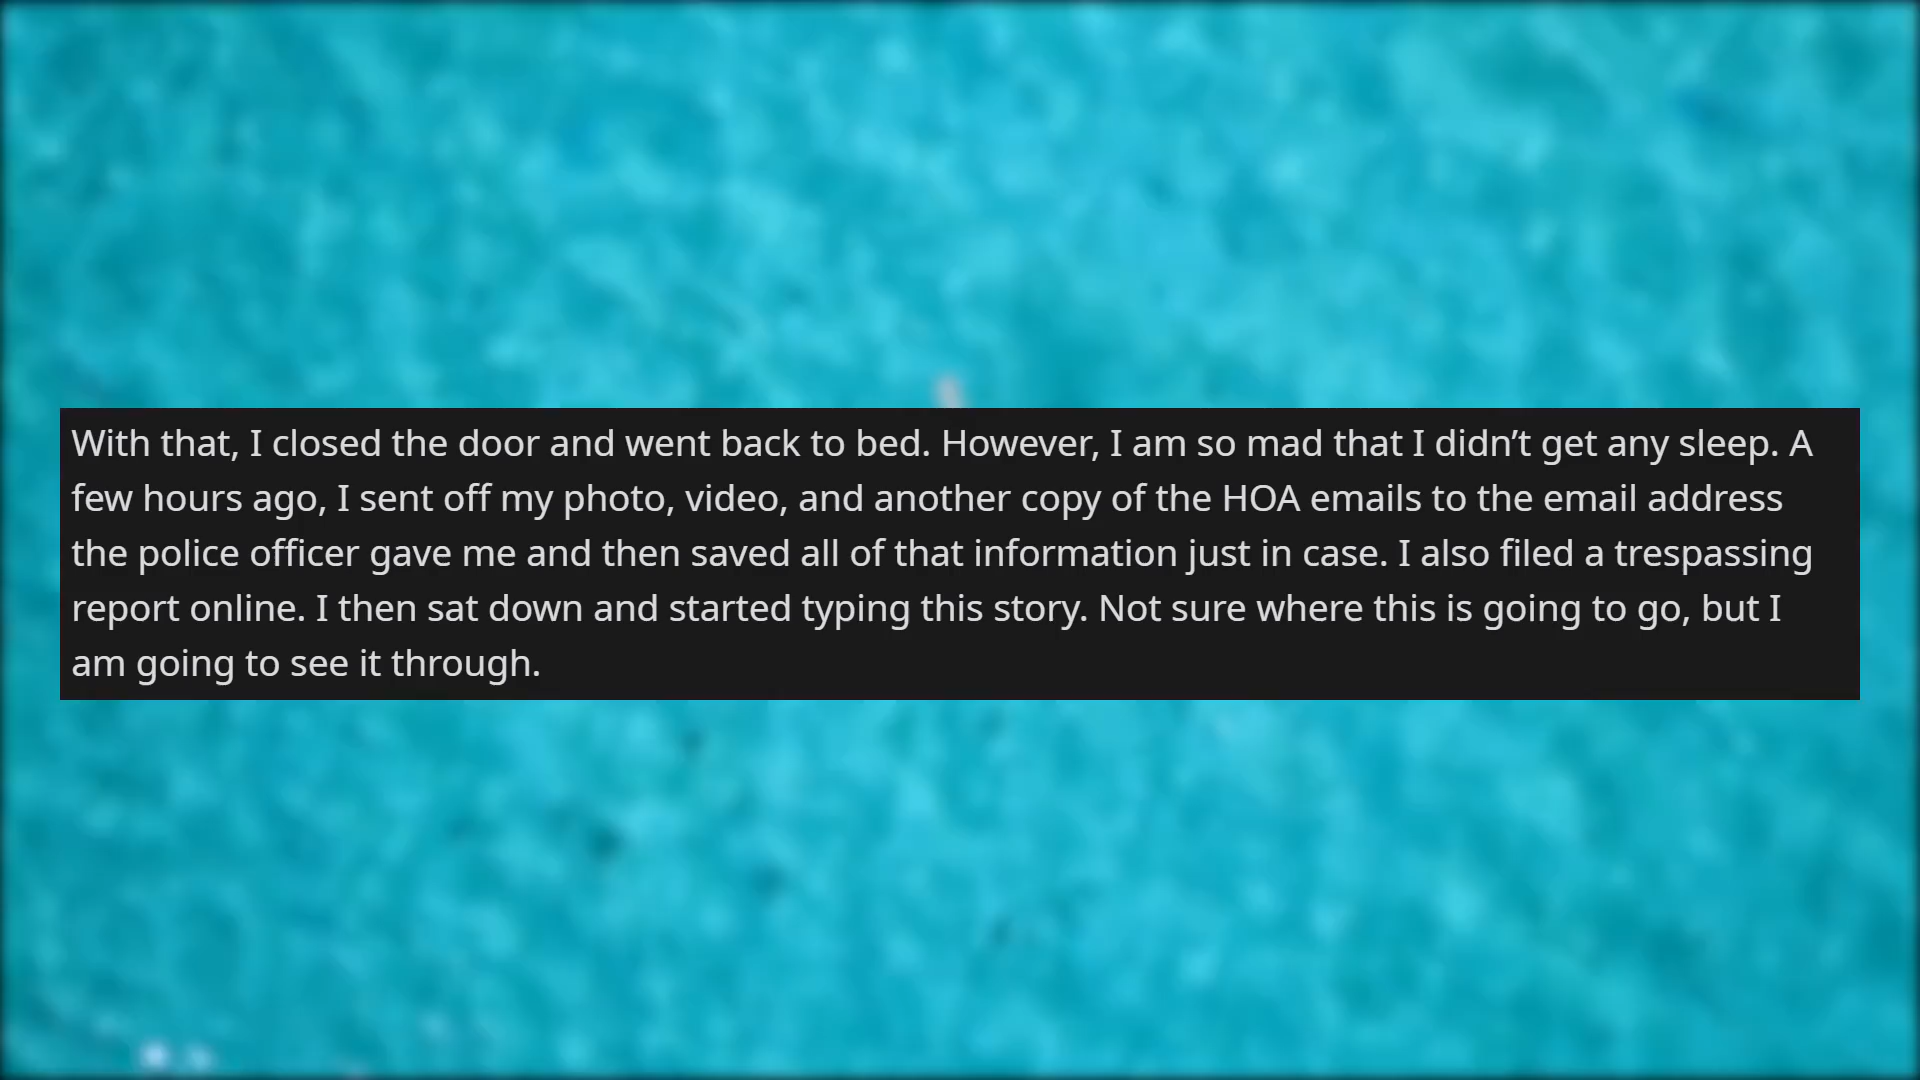 With that, I closed the door and went back to bed. However, I am so mad that I didn’t get any sleep. A
few hours ago, I sent off my photo, video, and another copy of the HOA emails to the email address
the police officer gave me and then saved all of that information just in case. I also filed a trespassing
report online. I then sat down and started typing this story. Not sure where this is going to go, but I
am going to see it through.